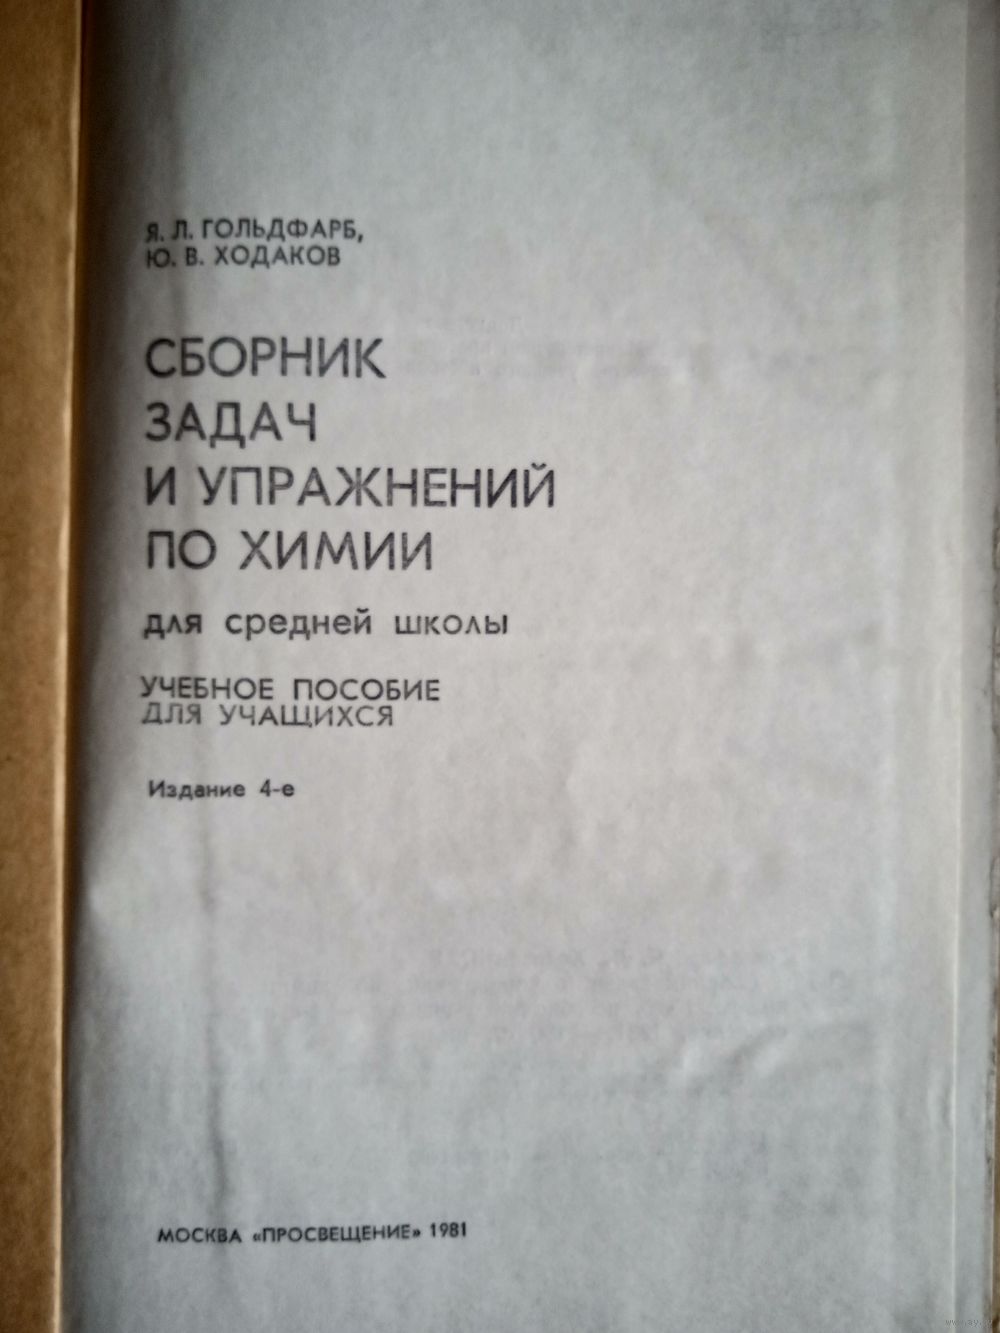 Я. Л. ГОЛЬДФАРБ,
Ю. В. ХОДАКОВ
СБОРНИК
ЗАДАЧ
И УПРАЖНЕНИЙ
ПО ХИМИИ
для средней школы
УЧЕБНОЕ ПОСОБИЕ
ДЛЯ УЧАЩИХСЯ
Издание 4-е
МОСКВА «ПРОСВЕЩЕНИЕ» 1981